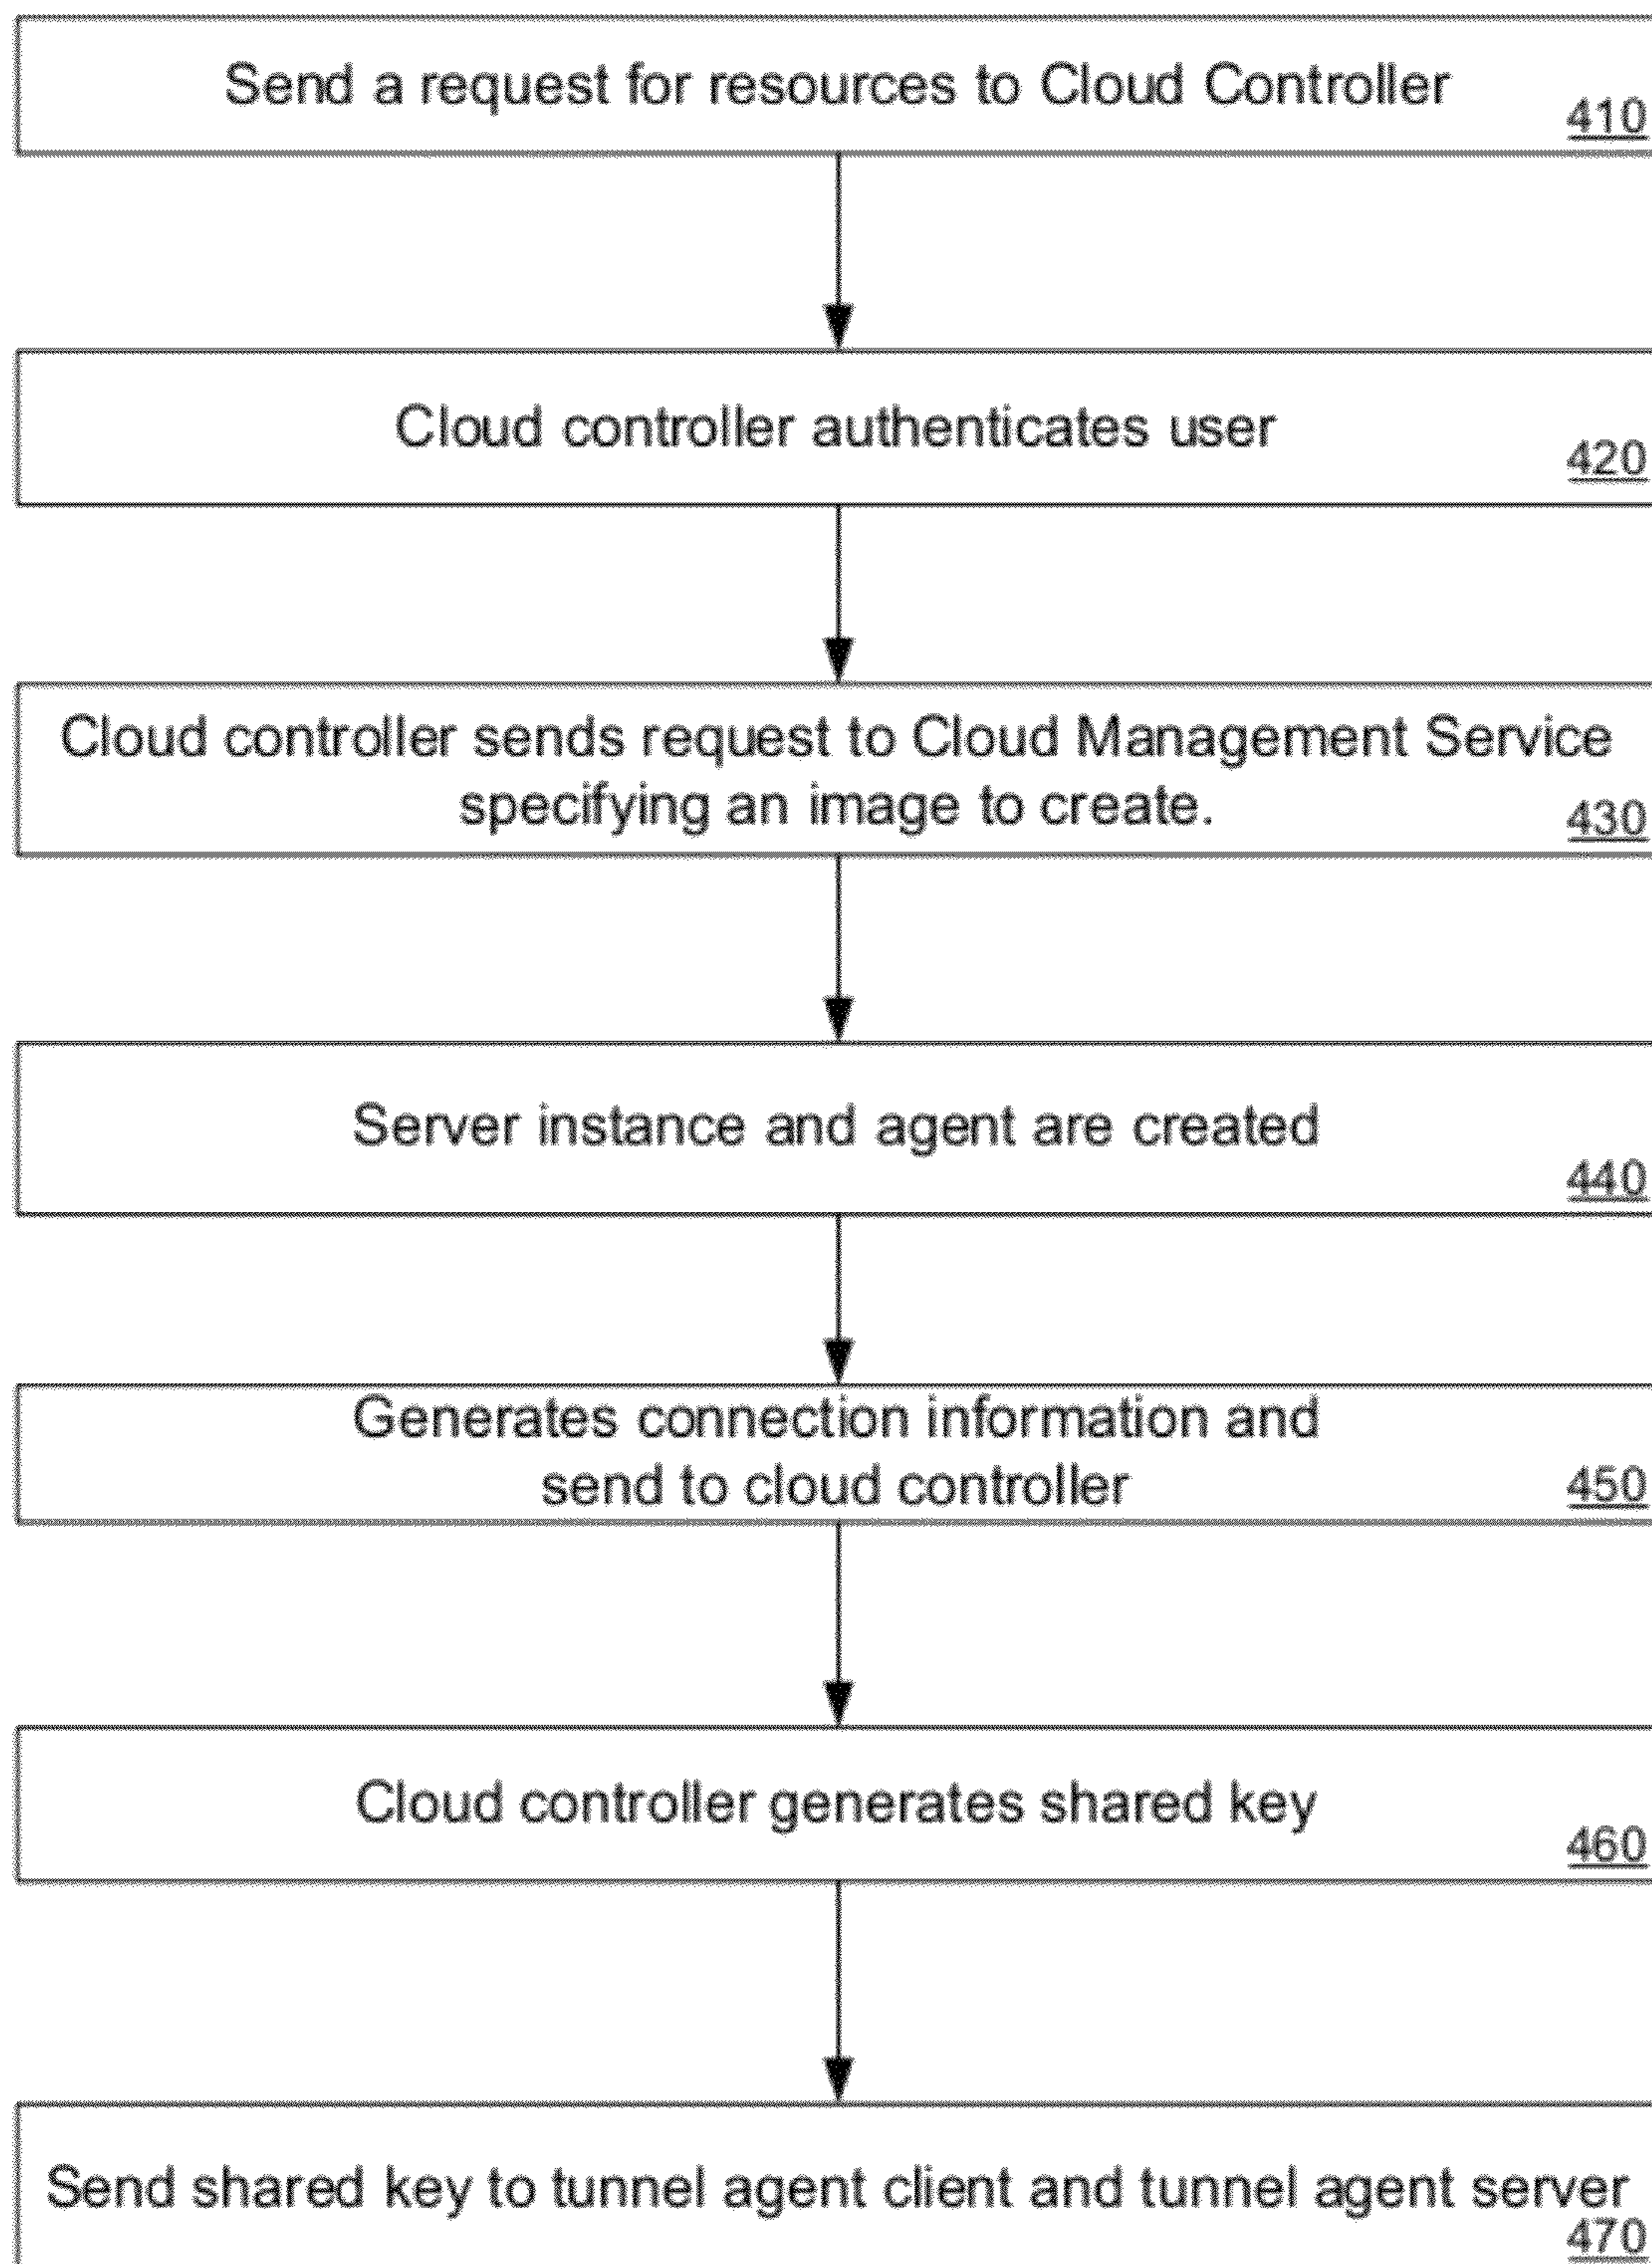 Send a request for resources to Cloud Controller
410
Cloud controller authenticates user
420
Cloud controller sends request to Cloud Management Service
specifying an image to create.
430
Server instance and agent are created
440
Generates connection information and
send to cloud controller
450
Cloud controller generates shared key
460
Send shared key to tunnel agent client and tunnel agent server
470